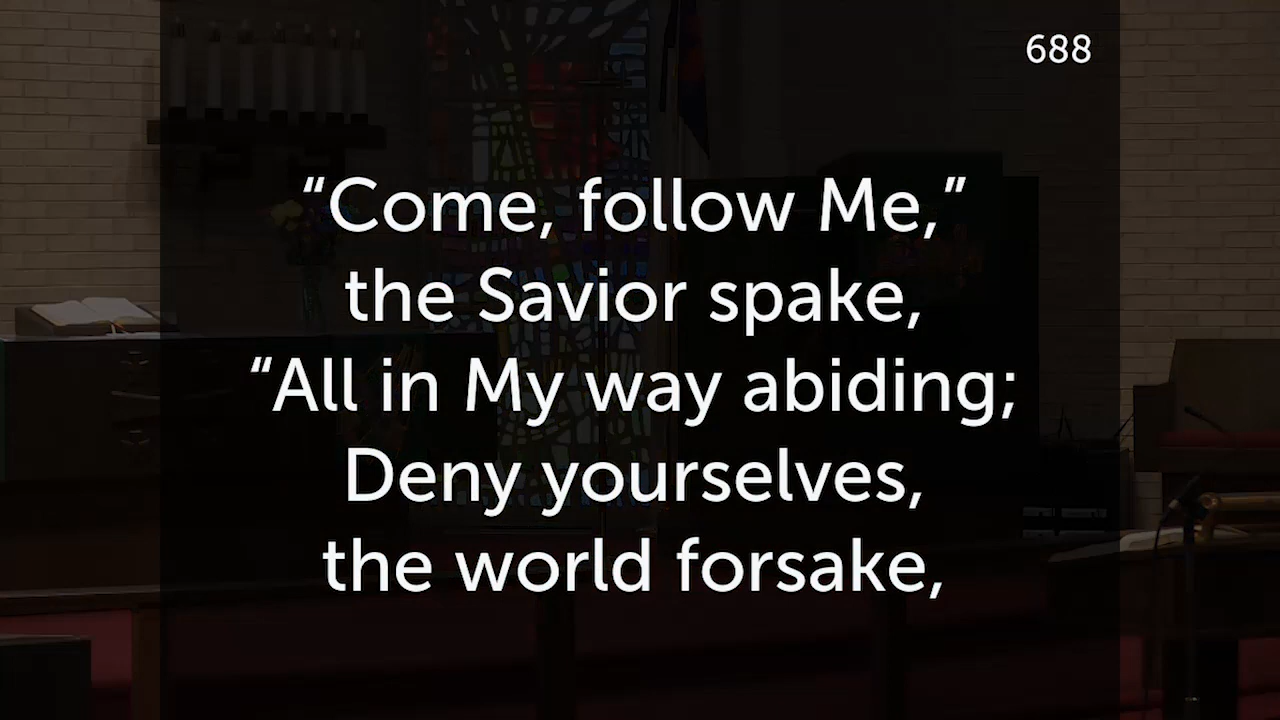 688
“Come, follow Me,”
the Savior spake,
“All in My way abiding;
Deny yourselves,
the world forsake,